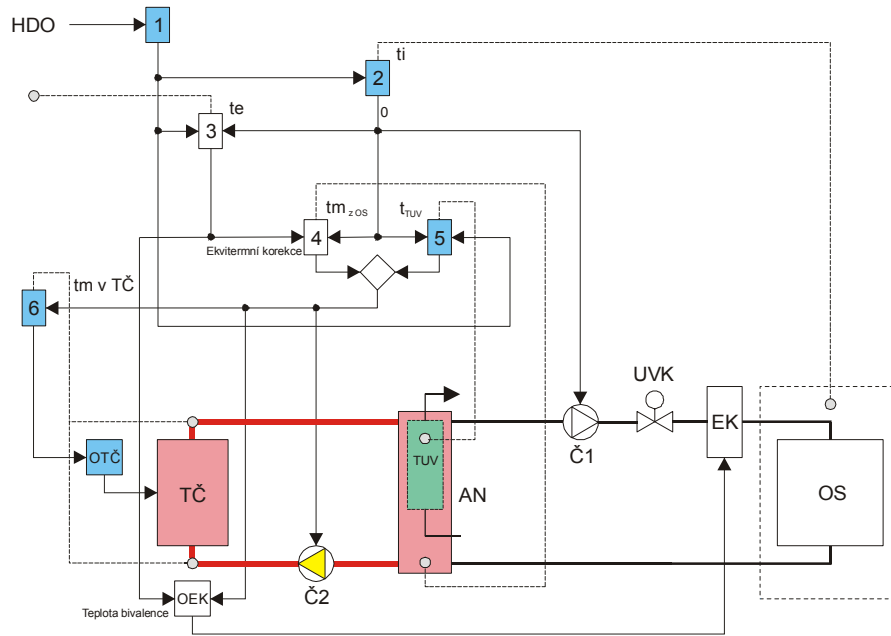 HDO
1
ti
2
0
te
3
tm z OS
tTUV
4
5
Ekvitermní korekce
tm v TČ
6
UVK
EK
Č1
OTČ
TČ
TUV
AN
OS
Č2
OEK
Teplota bivalence